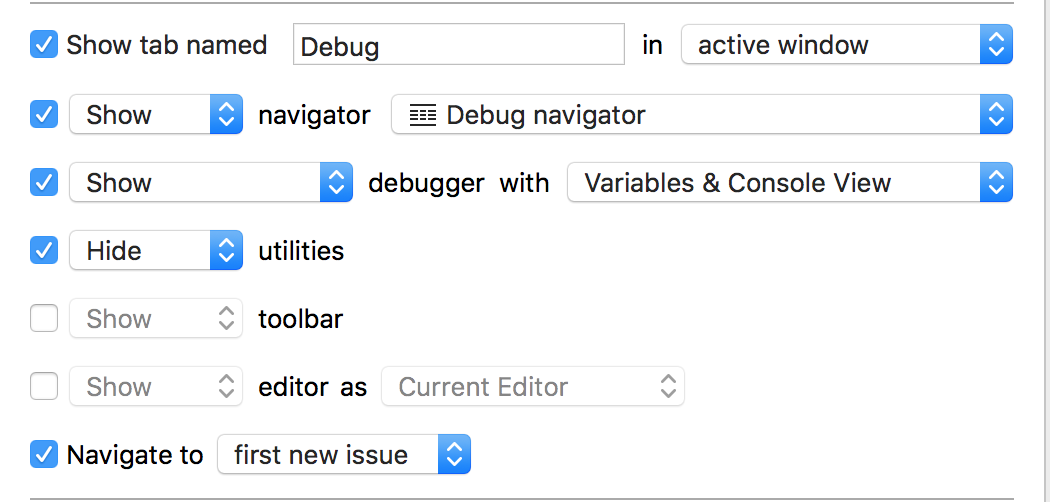 Show tab named Debug in active window
Show navigator Debug navigator
Show debugger with Variables & Console View
Hide utilities
Show toolbar
Show editor as Current Editor
Navigate to first new issue